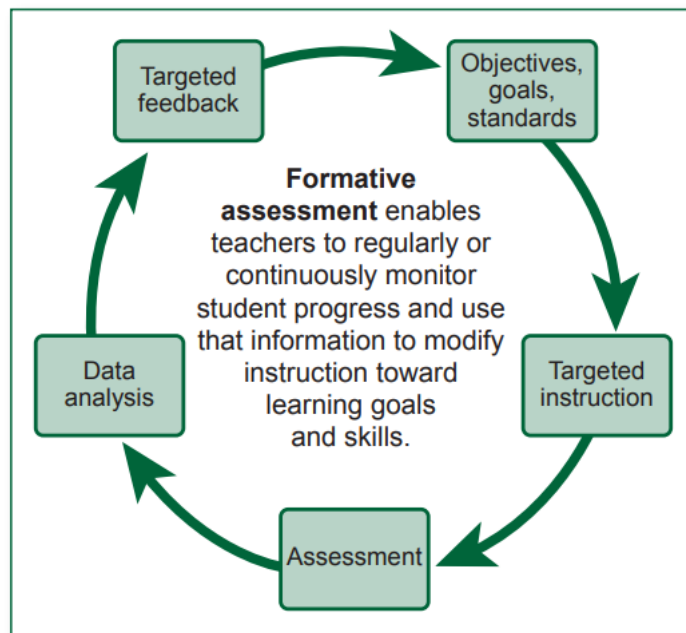 Targeted
feedback
Objectives,
goals,
standards
Formative
assessment enables
teachers to regularly or
continuously monitor
student progress and use
that information to modify
instruction toward
learning goals
and skills.
Data
analysis
Targeted
instruction
Assessment